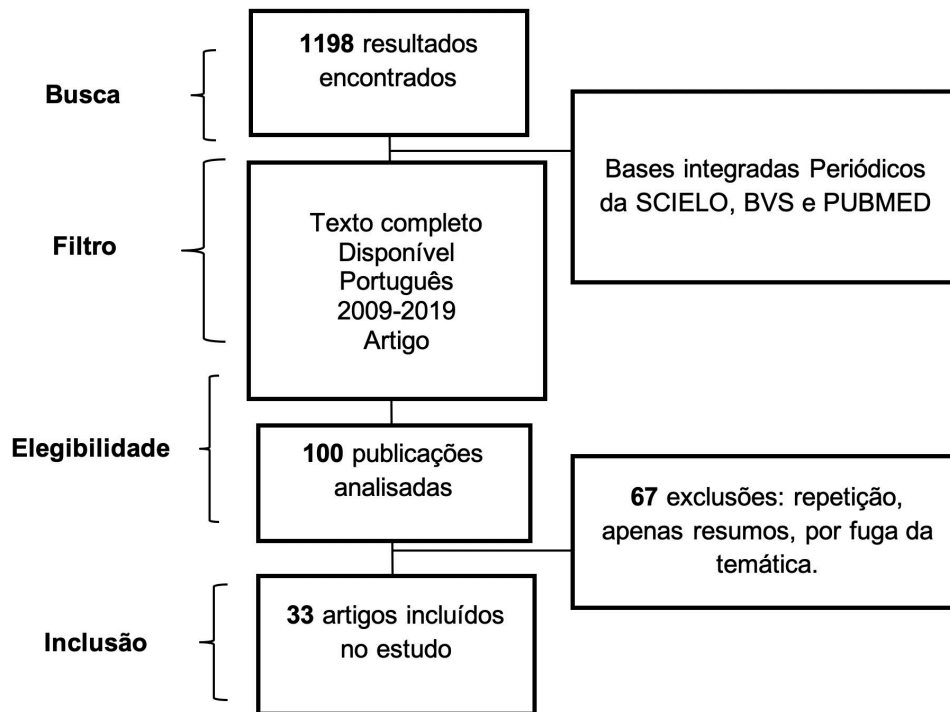 Busca
1198 resultados
encontrados
Bases integradas Periódicos
da SCIELO, BVS e PUBMED
Filtro
Texto completo
Disponível
Português
2009-2019
Artigo
Elegibilidade
100 publicações
analisadas
67 exclusões: repetição,
apenas resumos, por fuga da
temática.
Inclusão
33 artigos incluídos
no estudo